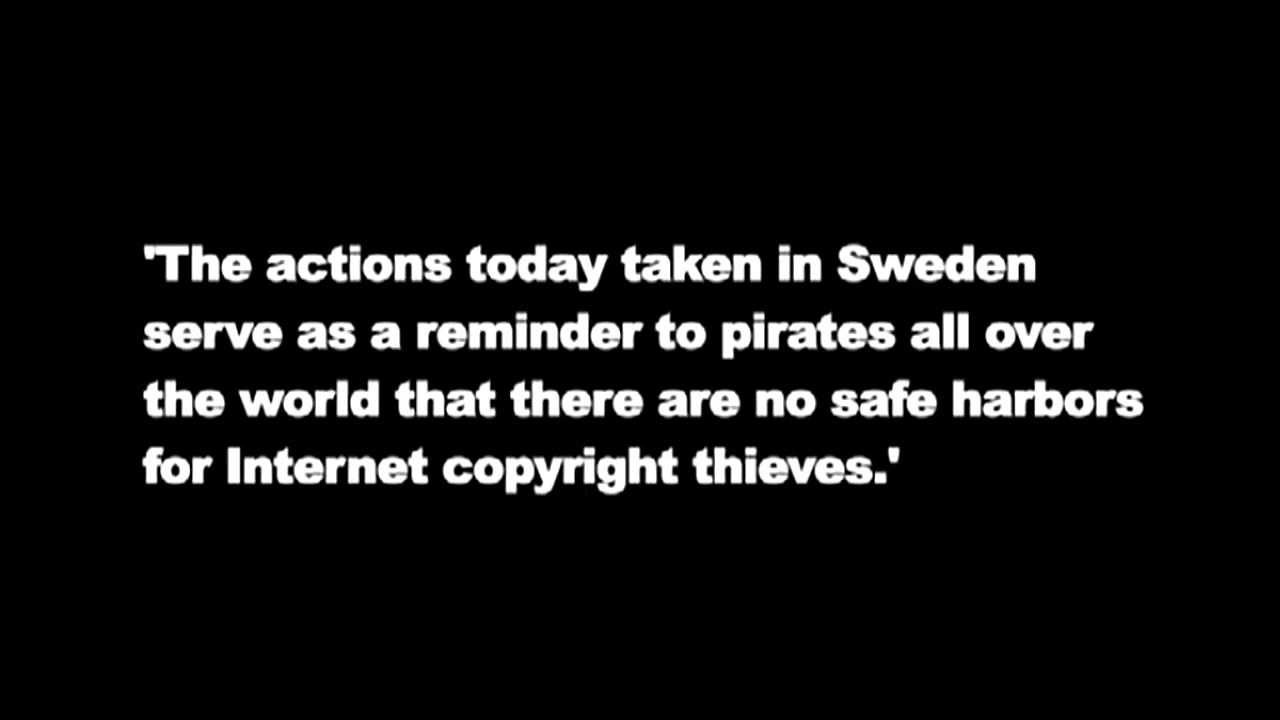 'The actions today taken in Sweden
serve as a reminder to pirates all over
the world that there are no safe harbors
for Internet copyright thieves.'